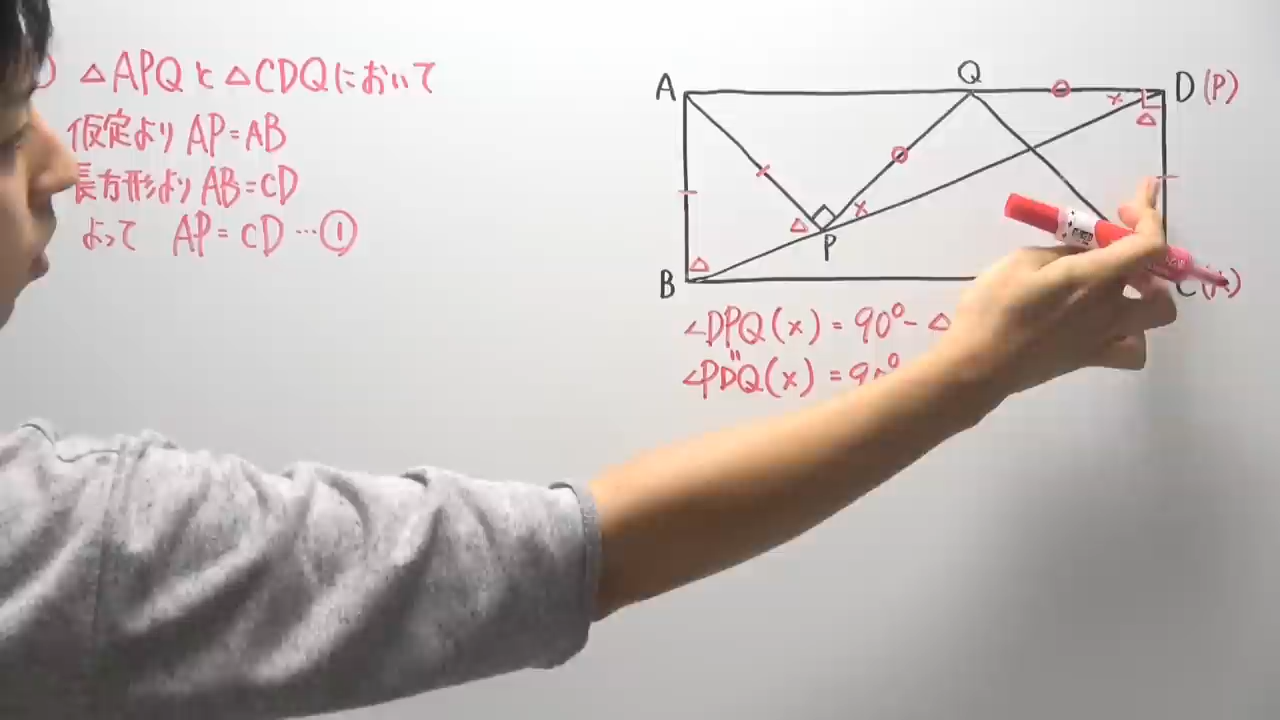 ) △APQと△CDQにおいて
仮定より AP=AB
長方形より AB=CD
よって AP=CD…①
A
Q
D(P)
P
B
C(A)
∠DPQ(×)=90°-△
∠PDQ(×)=90°